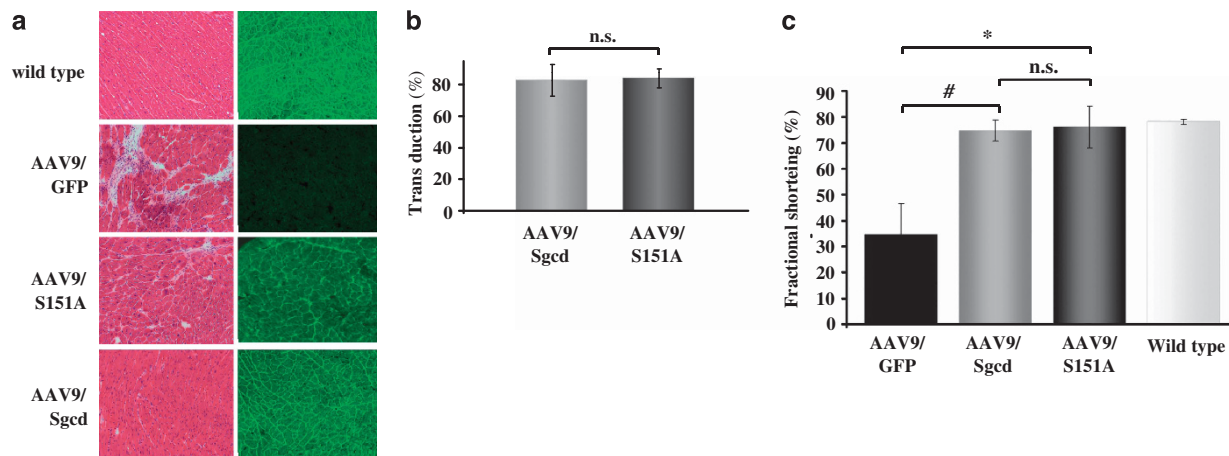 a
wild type
AAV9/
GFP
AAV9/
S151A
AAV9/
Sgcd
b
n.s.
Trans duction (%)
80
60
40
20
0
AAV9/
Sgcd
AAV9/
S151A
c
*
n.s.
#
Fractional shorteing (%)
90
80
70
60
50
40
30
20
10
0
AAV9/
GFP
AAV9/
Sgcd
AAV9/
S151A
Wild type